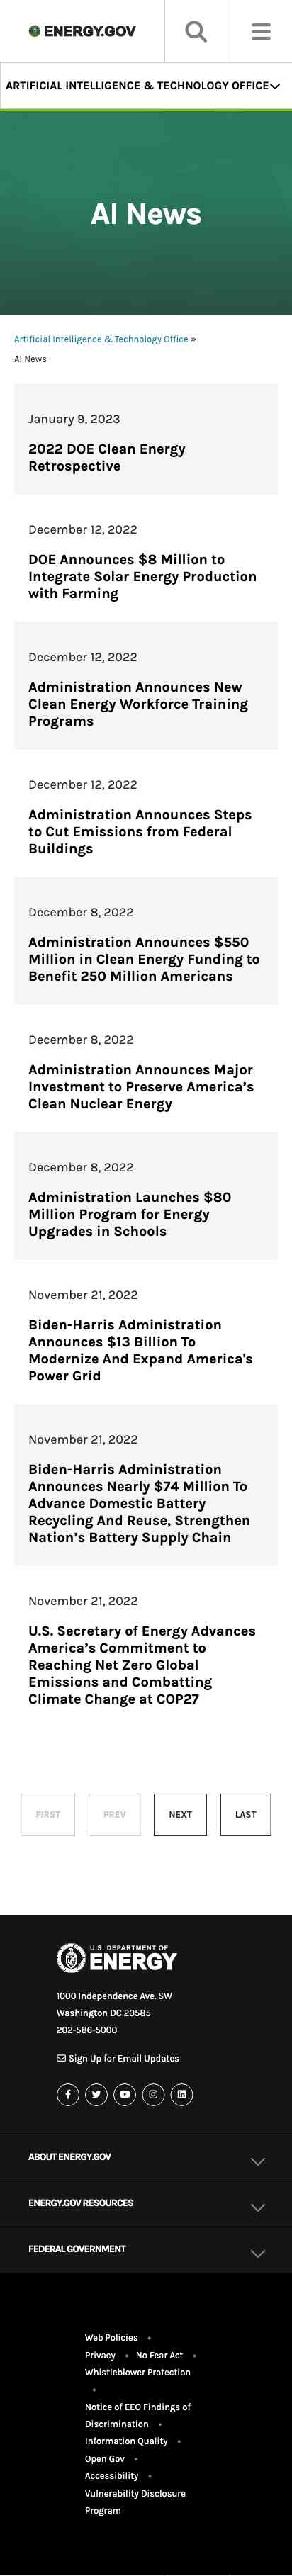 ENERGY.GOV
ARTIFICIAL INTELLIGENCE & TECHNOLOGY OFFICE
AI News
Artificial Intelligence & Technology Office »
AI News
January 9, 2023
2022 DOE Clean Energy
Retrospective
December 12, 2022
DOE Announces $8 Million to
Integrate Solar Energy Production
with Farming
December 12, 2022
Administration Announces New
Clean Energy Workforce Training
Programs
December 12, 2022
Administration Announces Steps
to Cut Emissions from Federal
Buildings
December 8, 2022
Administration Announces $550
Million in Clean Energy Funding to
Benefit 250 Million Americans
December 8, 2022
Administration Announces Major
Investment to Preserve America’s
Clean Nuclear Energy
December 8, 2022
Administration Launches $80
Million Program for Energy
Upgrades in Schools
November 21, 2022
Biden-Harris Administration
Announces $13 Billion To
Modernize And Expand America's
Power Grid
November 21, 2022
Biden-Harris Administration
Announces Nearly $74 Million To
Advance Domestic Battery
Recycling And Reuse, Strengthen
Nation’s Battery Supply Chain
November 21, 2022
U.S. Secretary of Energy Advances
America’s Commitment to
Reaching Net Zero Global
Emissions and Combatting
Climate Change at COP27
FIRST PREV NEXT LAST
U.S. DEPARTMENT OF
ENERGY
1000 Independence Ave. SW
Washington DC 20585
202-586-5000
Sign Up for Email Updates
ABOUT ENERGY.GOV
ENERGY.GOV RESOURCES
FEDERAL GOVERNMENT
Web Policies •
Privacy • No Fear Act •
Whistleblower Protection
•
Notice of EEO Findings of
Discrimination •
Information Quality •
Open Gov •
Accessibility •
Vulnerability Disclosure
Program